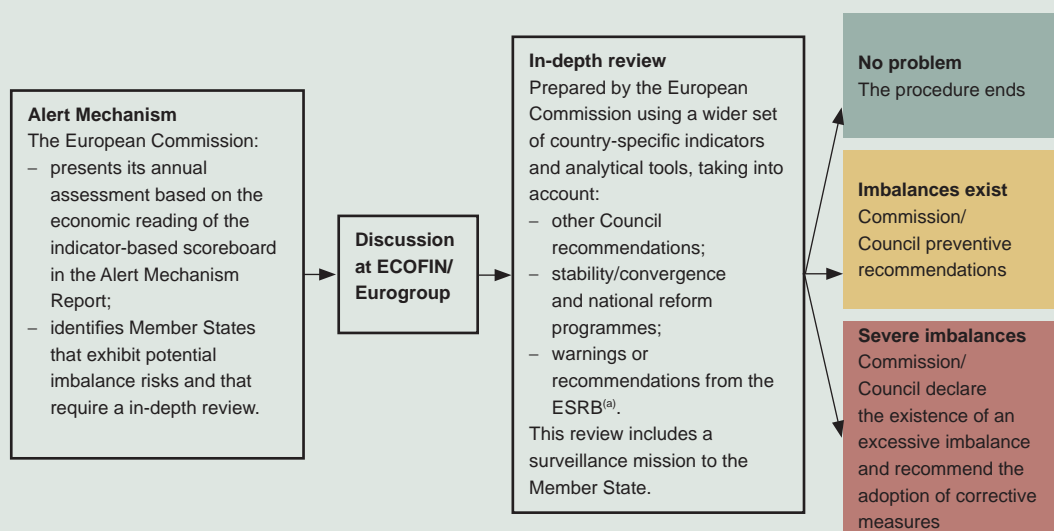 Alert Mechanism
The European Commission:
– presents its annual
assessment based on the
economic reading of the
indicator-based scoreboard
in the Alert Mechanism
Report;
– identifies Member States
that exhibit potential
imbalance risks and that
require a in-depth review.
Discussion
at ECOFIN/
Eurogroup
In-depth review
Prepared by the European
Commission using a wider set
of country-specific indicators
and analytical tools, taking into
account:
– other Council
recommendations;
– stability/convergence
and national reform
programmes;
– warnings or
recommendations from the
ESRB(a).
This review includes a
surveillance mission to the
Member State.
No problem
The procedure ends
Imbalances exist
Commission/
Council preventive
recommendations
Severe imbalances
Commission/
Council declare
the existence of an
excessive imbalance
and recommend the
adoption of corrective
measures